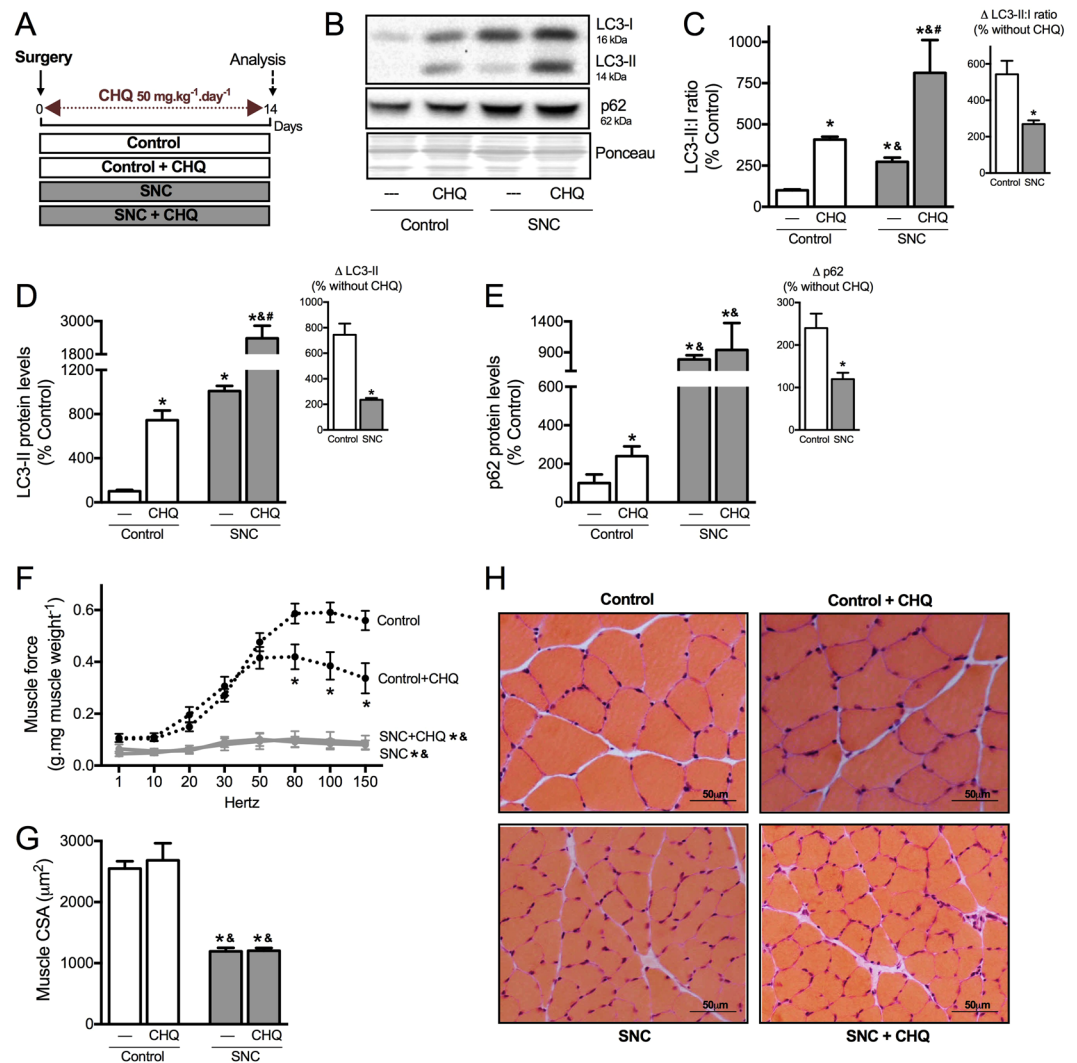 A
Surgery
Analysis
CHQ 50 mg.kg⁻¹.day⁻¹
0
14
Days
Control
Control + CHQ
SNC
SNC + CHQ
B
LC3-I
16 kDa
LC3-II
14 kDa
p62
62 kDa
Ponceau
--- CHQ --- CHQ
Control SNC
C
LC3-II:I ratio
(% Control)
1000
750
500
250
0
*
*&
*&#
— CHQ — CHQ
Control SNC
Δ LC3-II:I ratio
(% without CHQ)
600
400
200
0
*
Control SNC
D
LC3-II protein levels
(% Control)
3000
1800
1200
800
400
0
*
*
*&#
— CHQ — CHQ
Control SNC
Δ LC3-II
(% without CHQ)
1000
800
600
400
200
0
*
Control SNC
E
p62 protein levels
(% Control)
1400
900
600
400
200
0
*
*&
*&
— CHQ — CHQ
Control SNC
Δ p62
(% without CHQ)
300
200
100
0
*
Control SNC
F
Muscle force
(g.mg muscle weight⁻¹)
0.6
0.4
0.2
0.0
Control
Control+CHQ
* * *
SNC+CHQ *&
SNC *&
1 10 20 30 50 80 100 150
Hertz
G
Muscle CSA (μm²)
3000
2000
1000
0
*& *&
— CHQ — CHQ
Control SNC
H
Control
Control + CHQ
50μm
50μm
50μm
50μm
SNC
SNC + CHQ